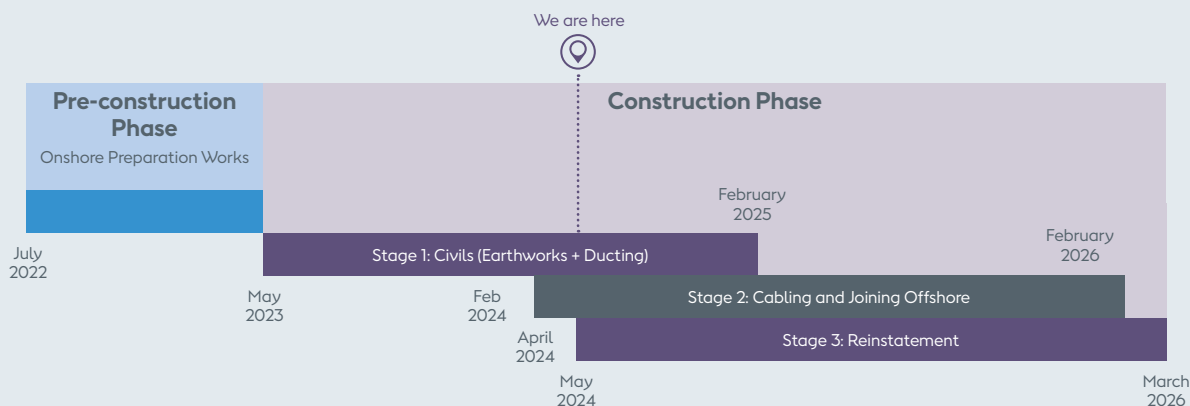 We are here
Pre-construction
Phase
Onshore Preparation Works
Construction Phase
February
2025
February
2026
July
2022
Stage 1: Civils (Earthworks + Ducting)
May
2023
Feb
2024
Stage 2: Cabling and Joining Offshore
April
2024
Stage 3: Reinstatement
May
2024
March
2026